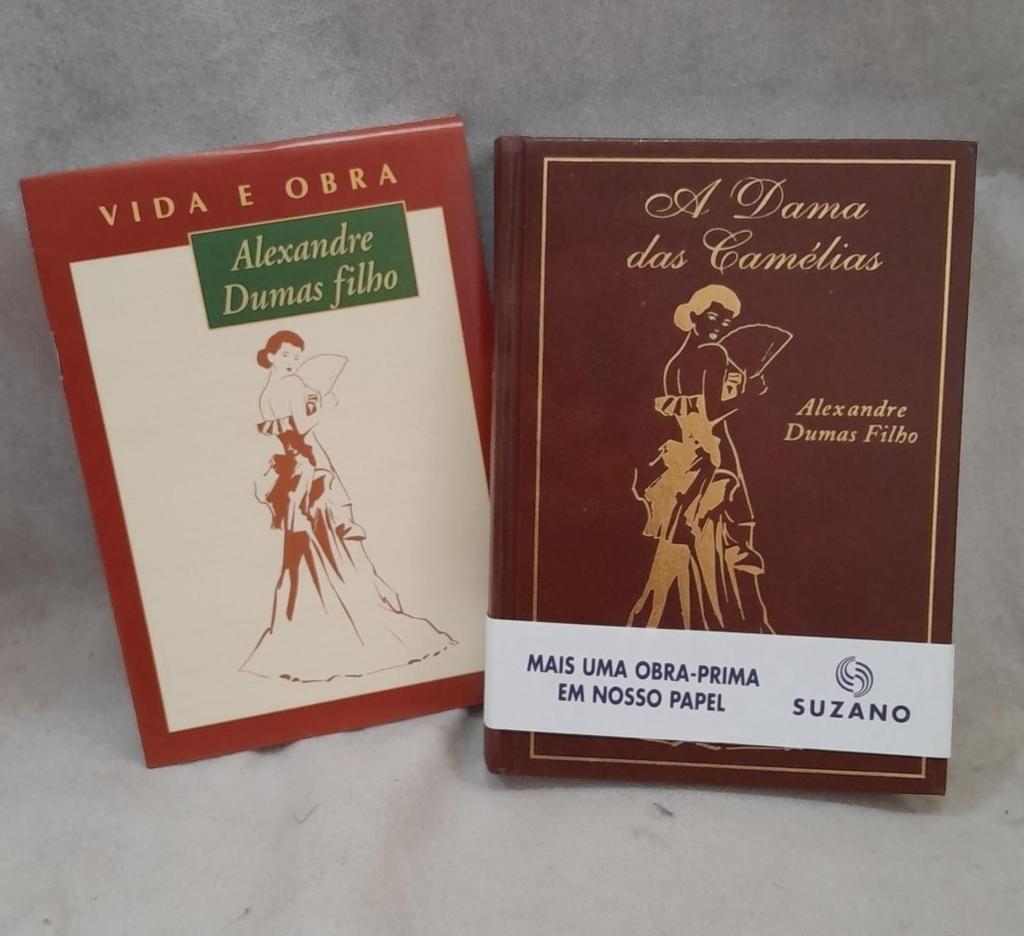 VIDA E OBRA
Alexandre
Dumas filho
A Dama
das Camélias
Alexandre
Dumas Filho
MAIS UMA OBRA-PRIMA
EM NOSSO PAPEL
SUZANO